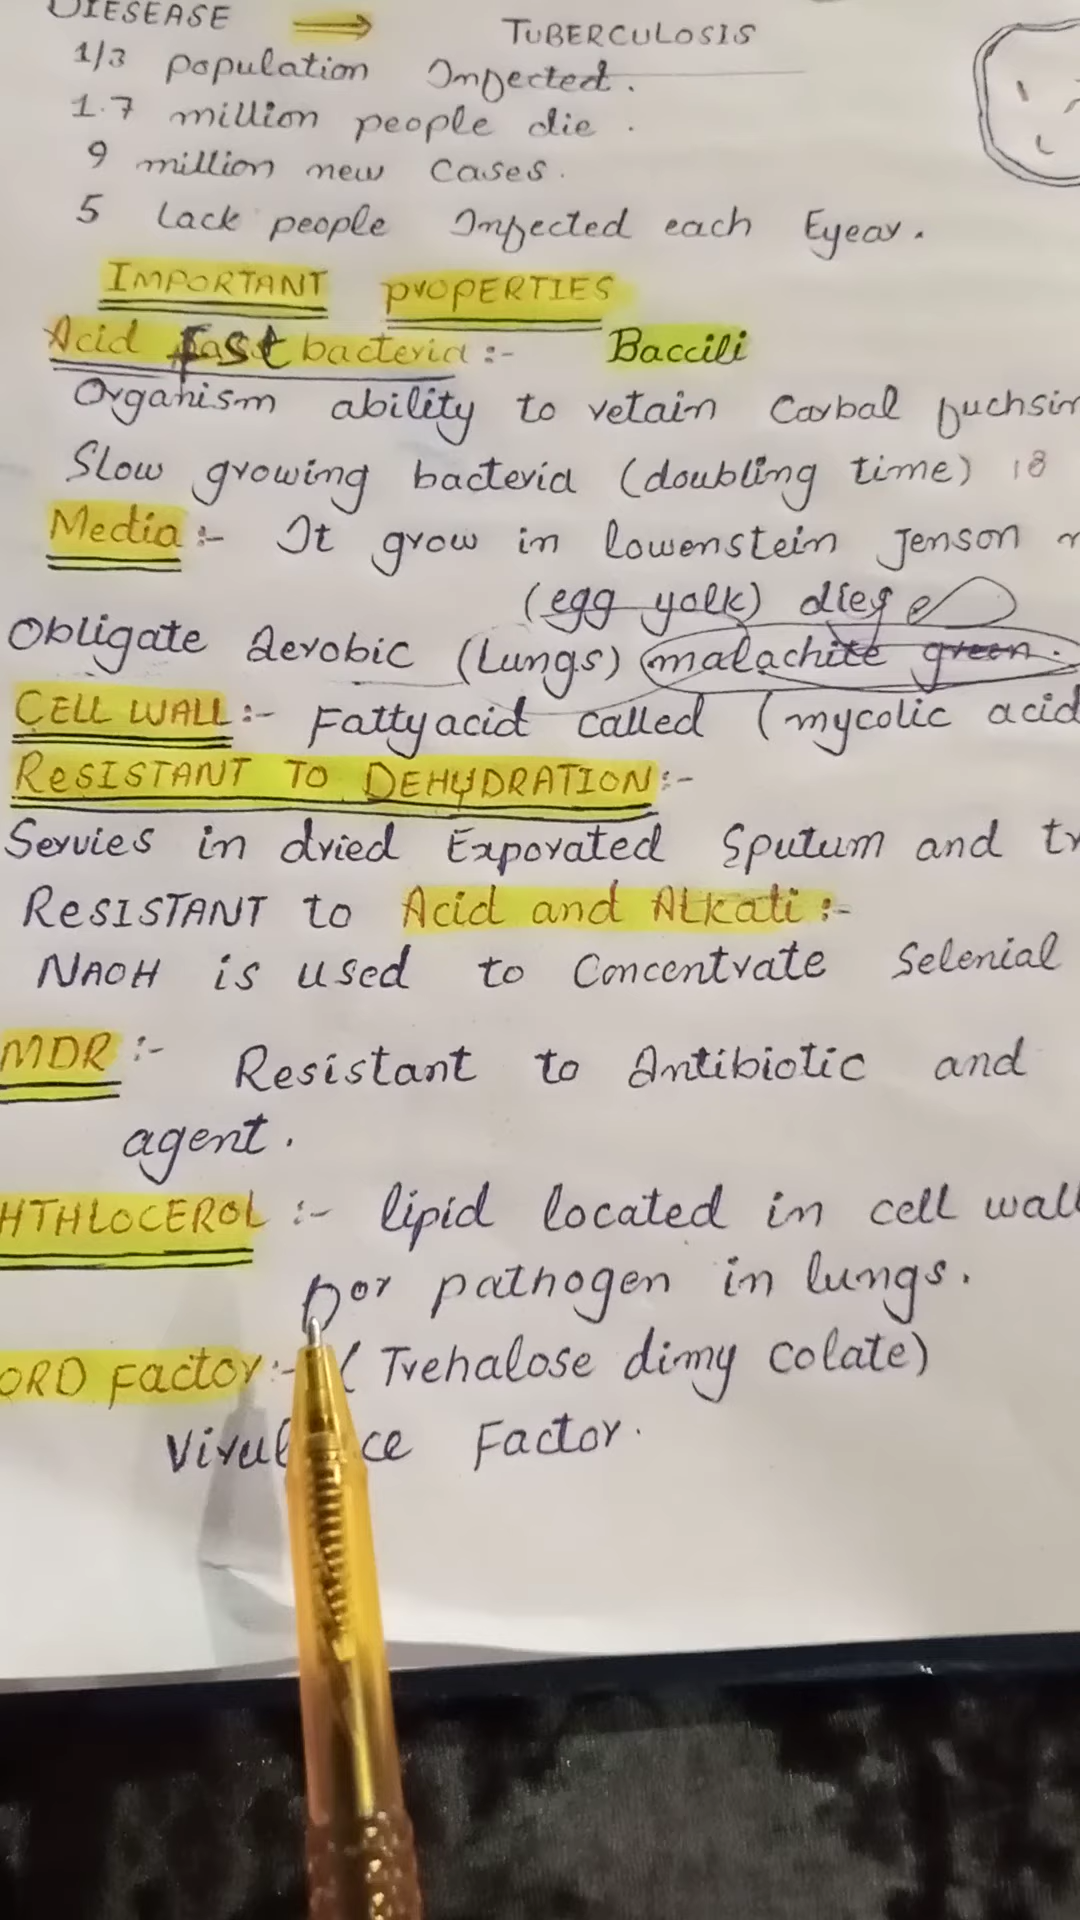 DIESEASE ⟹ TUBERCULOSIS
1/3 population Infected.
1.7 million people die .
9 million new Cases.
5 Lack people Infected each Eyear.
IMPORTANT PROPERTIES
Acid fast bacteria :- Baccili
Organism ability to retain Carbal fuchsin
Slow growing bacteria (doubling time) 18
Media :- It grow in lowenstein Jenson
(egg yolk) dies
Obligate aerobic (Lungs) malachite green.
CELL WALL :- Fatty acid called (mycolic acid
ReSISTANT TO DEHYDRATION :-
Servies in dried Exporated Sputum and
ReSISTANT to Acid and ALkati :-
NAOH is used to Concentrate Selenial
MDR :- Resistant to Antibiotic and
agent.
HTHLOCEROL :- lipid located in cell wall
for pathogen in lungs.
ORD Factor :- ( Trehalose dimy colate)
Factor.